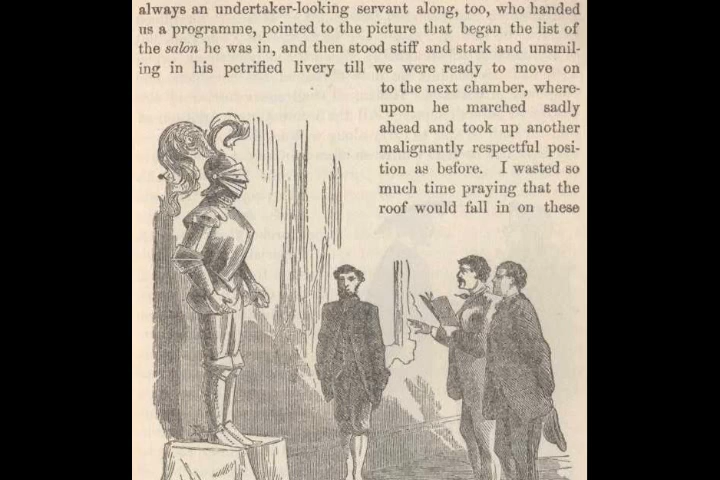 always an undertaker-looking servant along, too, who handed
us a programme, pointed to the picture that began the list of
the salon he was in, and then stood stiff and stark and unsmil-
ing in his petrified livery till we were ready to move on
to the next chamber, where-
upon he marched sadly
ahead and took up another
malignantly respectful posi-
tion as before. I wasted so
much time praying that the
roof would fall in on these